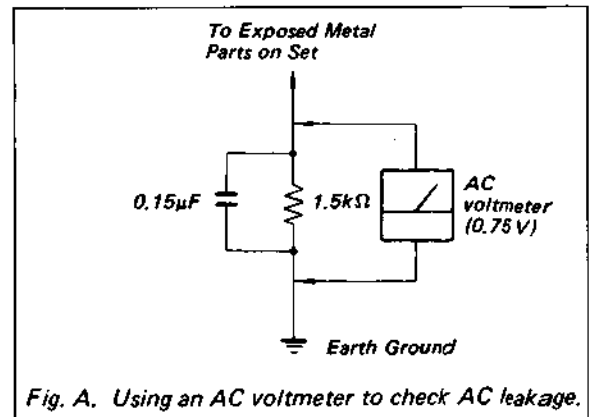 To Exposed Metal
Parts on Set
0.15µF
1.5kΩ
AC
voltmeter
(0.75V)
Earth Ground
Fig. A. Using an AC voltmeter to check AC leakage.